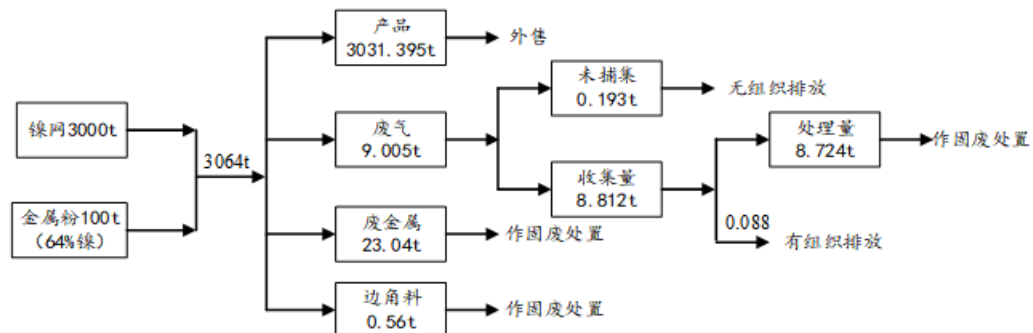 产品
3031.395t
外售
未捕集
0.193t
无组织排放
镍网3000t
废气
9.005t
处理量
8.724t
作固废处置
3064t
收集量
8.812t
金属粉100t
（64%镍）
废金属
23.04t
作固废处置
0.088
有组织排放
边角料
0.56t
作固废处置